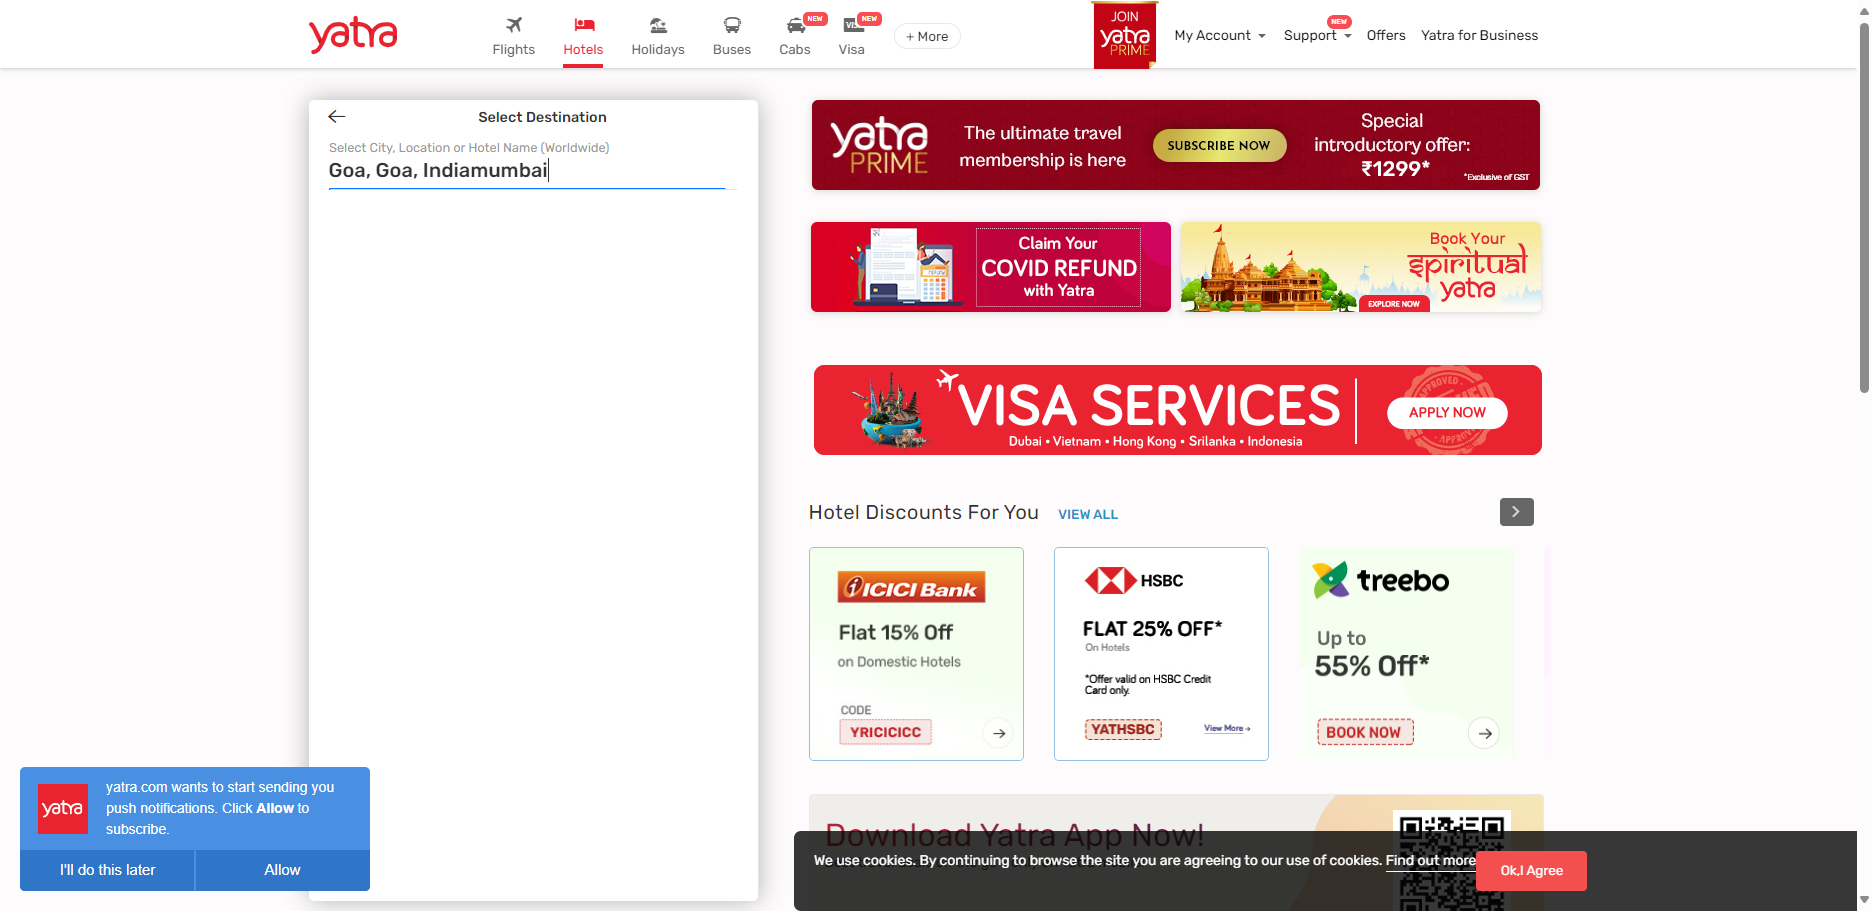 yatra
Flights
Hotels
Holidays
Buses
NEW
Cabs
VISA
NEW
Visa
+ More
JOIN
yatra
PRIME
My Account
NEW
Support
Offers
Yatra for Business
Select Destination
Select City, Location or Hotel Name (Worldwide)
Goa, Goa, Indiamumbai
yatra
PRIME
The ultimate travel
membership is here
SUBSCRIBE NOW
Special
introductory offer:
₹1299*
*Exclusive of GST
Claim Your
COVID REFUND
with Yatra
REFUND
Book Your
spiritual
yatra
EXPLORE NOW
VISA SERVICES
Dubai • Vietnam • Hong Kong • Srilanka • Indonesia
APPROVED
APPLY NOW
Hotel Discounts For You
VIEW ALL
ICICI Bank
Flat 15% Off
on Domestic Hotels
CODE
YRICICICC
HSBC
FLAT 25% OFF*
On Hotels
*Offer valid on HSBC Credit
Card only.
YATHSBC
View More
treebo
Up to
55% Off*
BOOK NOW
yatra
yatra.com wants to start sending you
push notifications. Click Allow to
subscribe.
I'll do this later
Allow
Download Yatra App Now!
We use cookies. By continuing to browse the site you are agreeing to our use of cookies. Find out more
Ok,I Agree